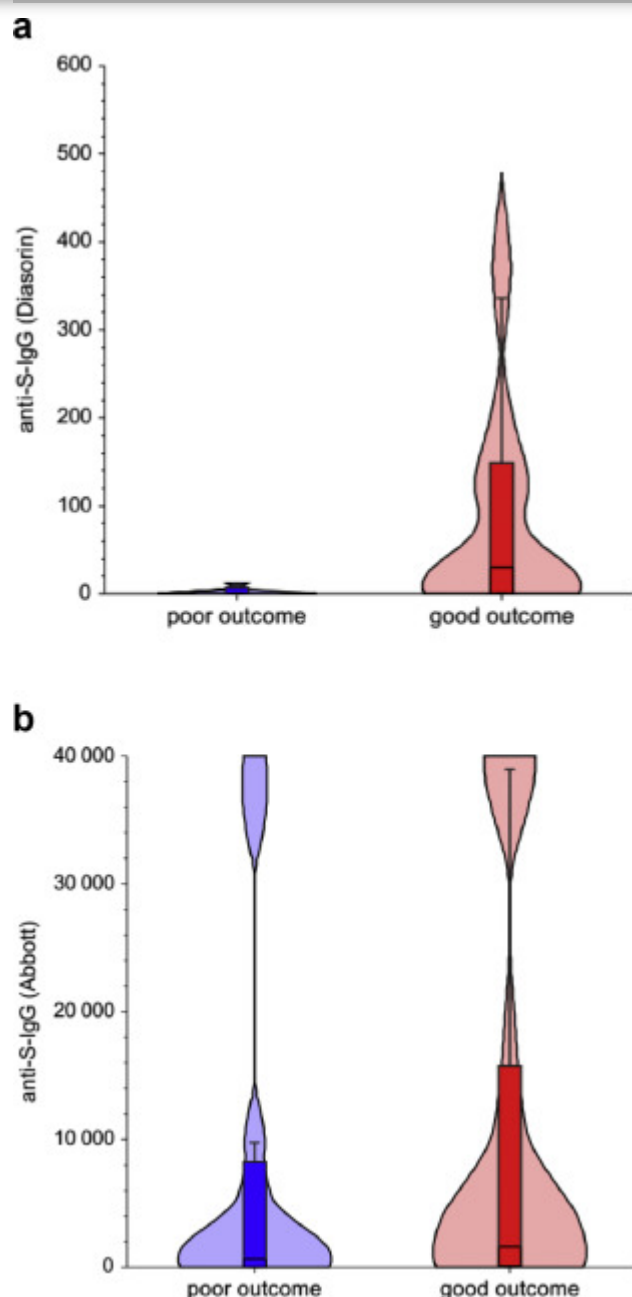 a
600
500
400
300
200
100
0
anti-S-IgG (Diasorin)
poor outcome good outcome
b
40 000
30 000
20 000
10 000
0
anti-S-IgG (Abbott)
poor outcome good outcome